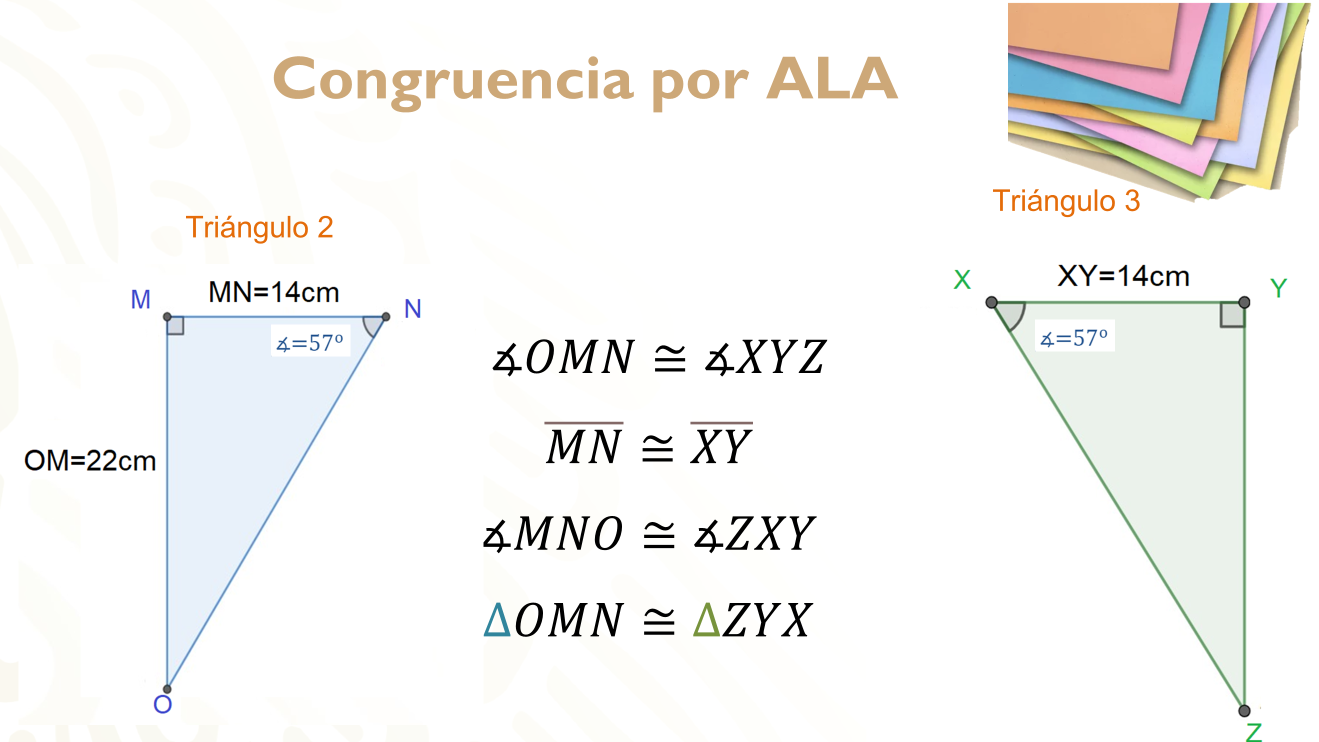 Congruencia por ALA
Triángulo 2
M
MN=14cm
N
∡=57º
OM=22cm
O
∡OMN ≅ ∡XYZ
MN ≅ XY
∡MNO ≅ ∡ZXY
ΔOMN ≅ ΔZYX
Triángulo 3
X
XY=14cm
Y
∡=57º
Z